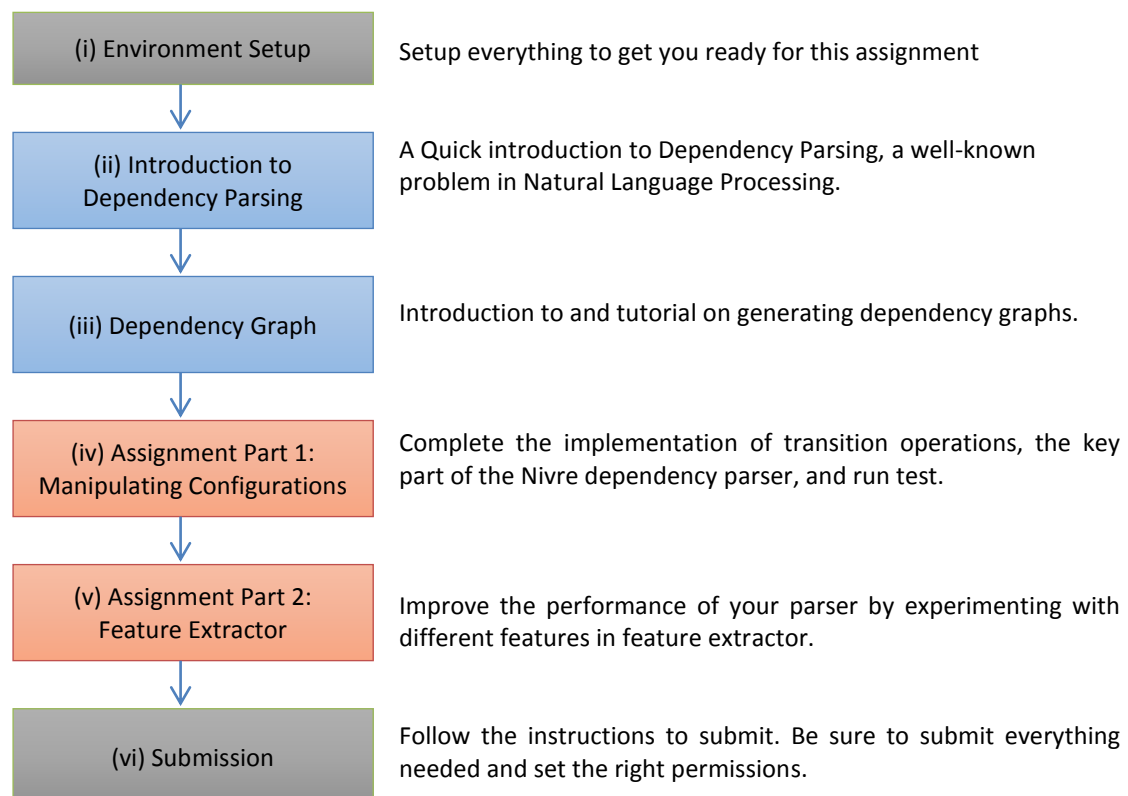 (i) Environment Setup
Setup everything to get you ready for this assignment
(ii) Introduction to
Dependency Parsing
A Quick introduction to Dependency Parsing, a well-known
problem in Natural Language Processing.
(iii) Dependency Graph
Introduction to and tutorial on generating dependency graphs.
(iv) Assignment Part 1:
Manipulating Configurations
Complete the implementation of transition operations, the key
part of the Nivre dependency parser, and run test.
(v) Assignment Part 2:
Feature Extractor
Improve the performance of your parser by experimenting with
different features in feature extractor.
(vi) Submission
Follow the instructions to submit. Be sure to submit everything
needed and set the right permissions.